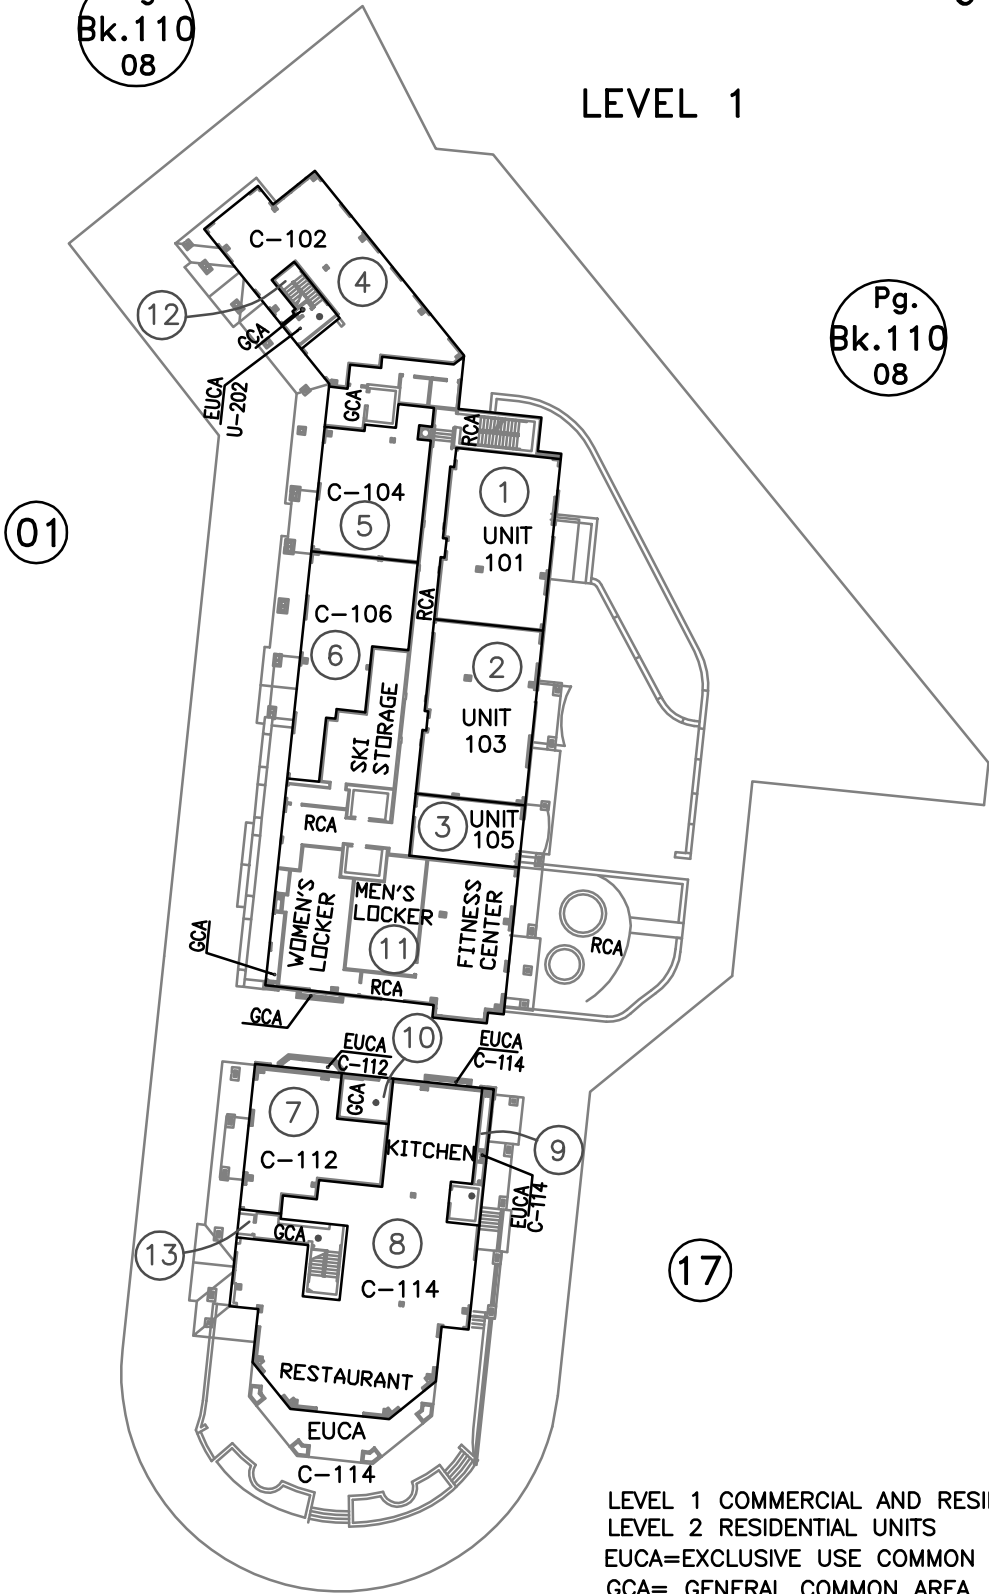 Bk.110
08
LEVEL 1
C-102
4
12
GCA
EUCA
U-202
Pg.
Bk.110
08
GCA
RCA
C-104
5
1
UNIT
101
01
RCA
C-106
6
2
UNIT
103
SKI
STORAGE
RCA
3
UNIT
105
WOMEN'S
LOCKER
MEN'S
LOCKER
11
FITNESS
CENTER
GCA
RCA
RCA
GCA
10
EUCA
C-112
EUCA
C-114
7
GCA
C-112
KITCHEN
9
EUCA
C-114
13
GCA
8
C-114
17
RESTAURANT
EUCA
C-114
LEVEL 1 COMMERCIAL AND
LEVEL 2 RESIDENTIAL UNITS
EUCA=EXCLUSIVE USE COMMON
GCA= GENERAL COMMON AREA